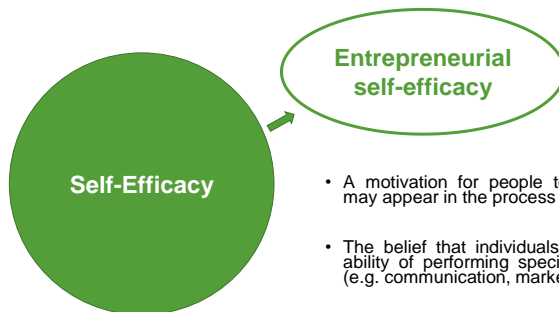 Entrepreneurial
self-efficacy
Self-Efficacy
• A motivation for people
may appear in the process
• The belief that individuals
ability of performing
(e.g. communication,